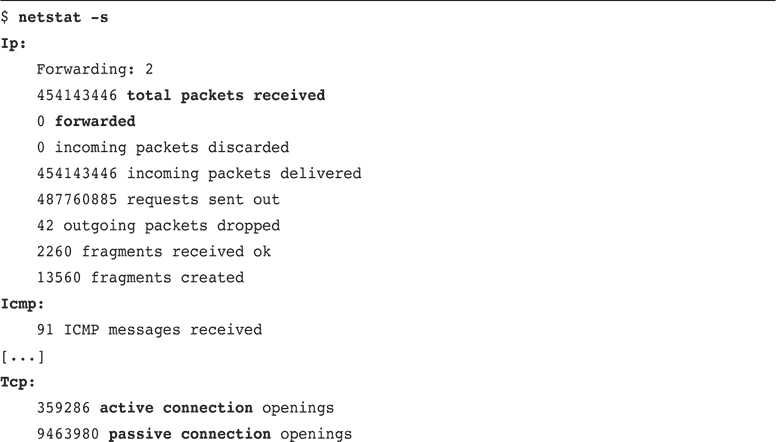 $ netstat -s
Ip:
    Forwarding: 2
    454143446 total packets received
    0 forwarded
    0 incoming packets discarded
    454143446 incoming packets delivered
    487760885 requests sent out
    42 outgoing packets dropped
    2260 fragments received ok
    13560 fragments created
Icmp:
    91 ICMP messages received
[...]
Tcp:
    359286 active connection openings
    9463980 passive connection openings